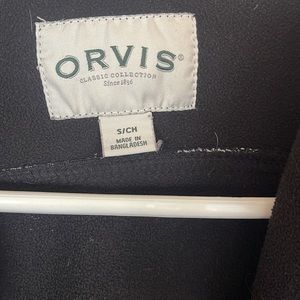 ORVIS®
CLASSIC COLLECTION
Since 1856
S/CH
MADE IN
BANGLADESH